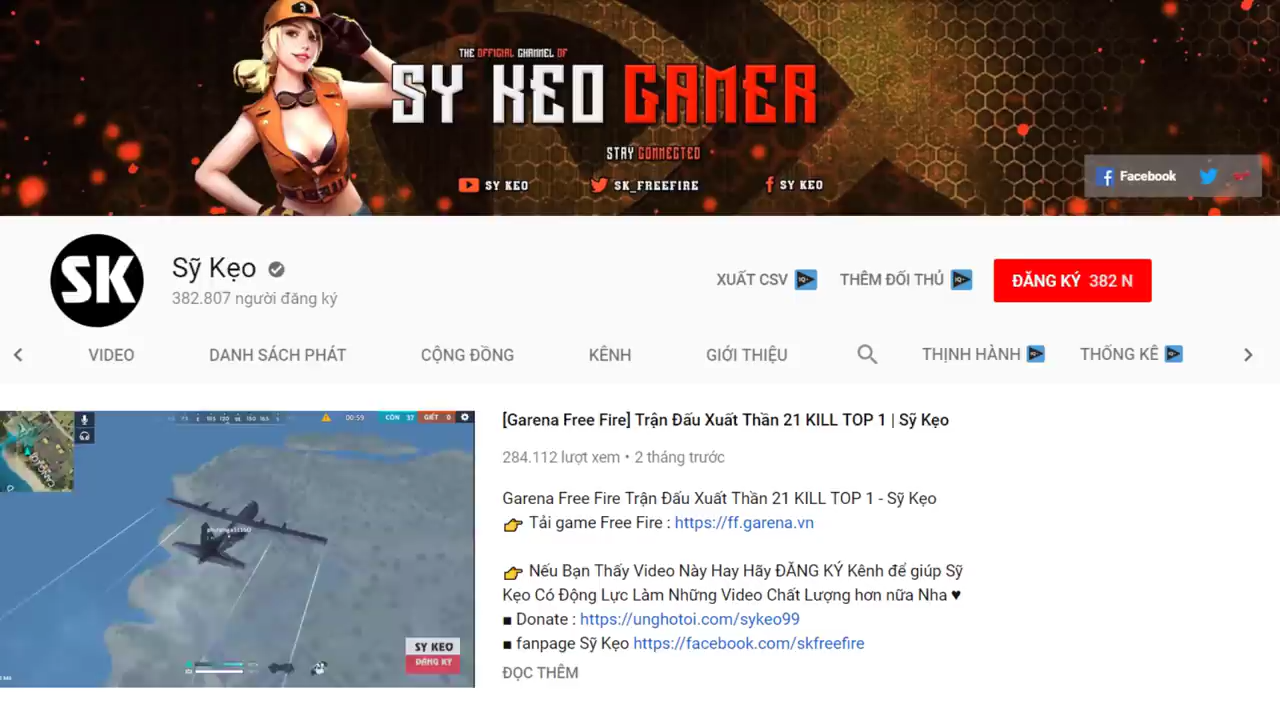 THE OFFICIAL CHANNEL OF
SY KEO GAMER
STAY CONNECTED
SY KEO
SK_FREEFIRE
SY KEO
Facebook
SK
Sỹ Kẹo
382.807 người đăng ký
XUẤT CSV
THÊM ĐỐI THỦ
ĐĂNG KÝ 382 N
VIDEO
DANH SÁCH PHÁT
CỘNG ĐỒNG
KÊNH
GIỚI THIỆU
THỊNH HÀNH
THỐNG KÊ
00:59
CÒN 37
GIẾT 0
SY KEO
ĐĂNG KÝ
[Garena Free Fire] Trận Đấu Xuất Thần 21 KILL TOP 1 | Sỹ Kẹo
284.112 lượt xem • 2 tháng trước
Garena Free Fire Trận Đấu Xuất Thần 21 KILL TOP 1 - Sỹ Kẹo
👉 Tải game Free Fire : https://ff.garena.vn
👉 Nếu Bạn Thấy Video Này Hay Hãy ĐĂNG KÝ Kênh để giúp Sỹ
Kẹo Có Động Lực Làm Những Video Chất Lượng hơn nữa Nha ♥
■ Donate : https://unghotoi.com/sykeo99
■ fanpage Sỹ Kẹo https://facebook.com/skfreefire
ĐỌC THÊM